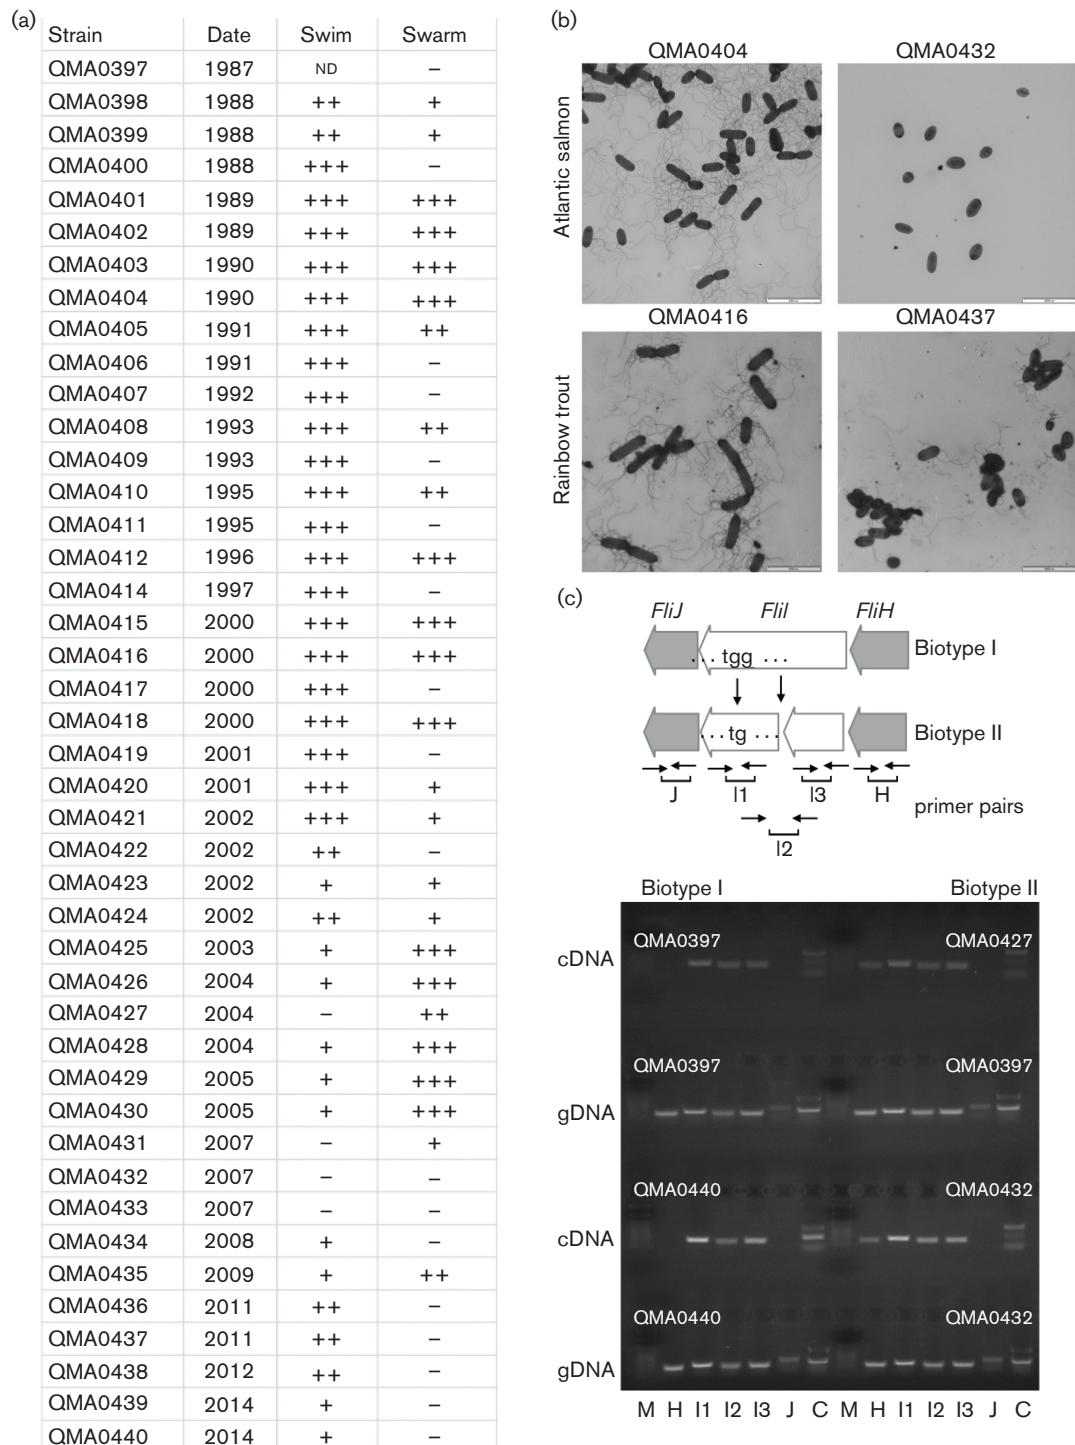 (a)
Strain Date Swim Swarm
QMA0397 1987 ND –
QMA0398 1988 ++ +
QMA0399 1988 ++ +
QMA0400 1988 +++ –
QMA0401 1989 +++ +++
QMA0402 1989 +++ +++
QMA0403 1990 +++ +++
QMA0404 1990 +++ +++
QMA0405 1991 +++ ++
QMA0406 1991 +++ –
QMA0407 1992 +++ –
QMA0408 1993 +++ ++
QMA0409 1993 +++ –
QMA0410 1995 +++ ++
QMA0411 1995 +++ –
QMA0412 1996 +++ +++
QMA0414 1997 +++ –
QMA0415 2000 +++ +++
QMA0416 2000 +++ +++
QMA0417 2000 +++ –
QMA0418 2000 +++ +++
QMA0419 2001 +++ –
QMA0420 2001 +++ +
QMA0421 2002 +++ +
QMA0422 2002 ++ –
QMA0423 2002 + +
QMA0424 2002 ++ +
QMA0425 2003 + +++
QMA0426 2004 + +++
QMA0427 2004 – ++
QMA0428 2004 + +++
QMA0429 2005 + +++
QMA0430 2005 + +++
QMA0431 2007 – +
QMA0432 2007 – –
QMA0433 2007 – –
QMA0434 2008 + –
QMA0435 2009 + ++
QMA0436 2011 ++ –
QMA0437 2011 ++ –
QMA0438 2012 ++ –
QMA0439 2014 + –
QMA0440 2014 + –
(b)
QMA0404 QMA0432
Atlantic salmon
QMA0416 QMA0437
Rainbow trout
(c)
FliJ FliI FliH
... tgg ... Biotype I
...tg ... Biotype II
J I1 I3 H
primer pairs
I2
Biotype I Biotype II
QMA0397 QMA0427
cDNA
QMA0397 QMA0397
gDNA
QMA0440 QMA0432
cDNA
QMA0440 QMA0432
gDNA
M H I1 I2 I3 J C M H I1 I2 I3 J C